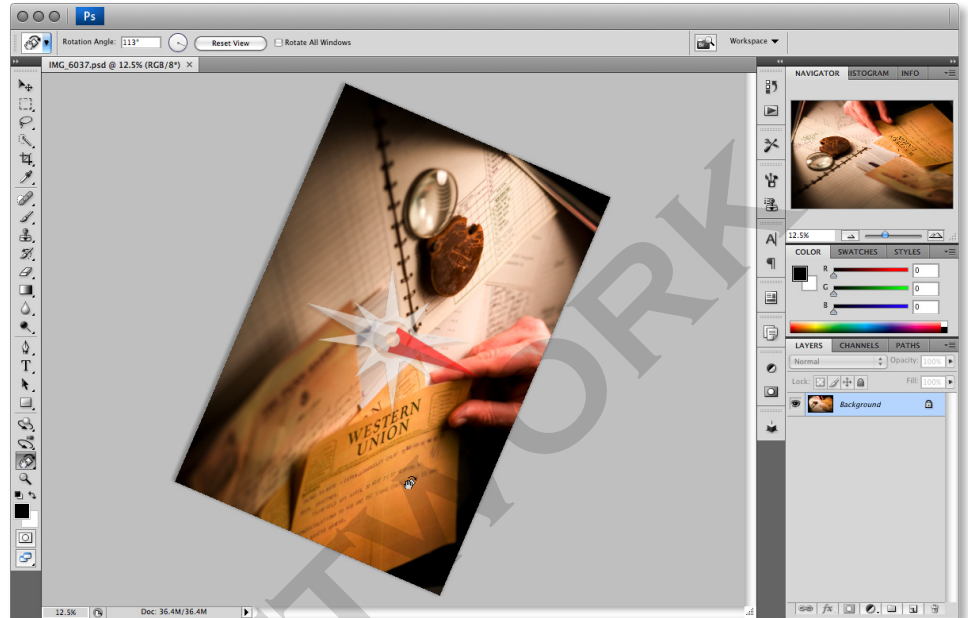 Ps
Rotation Angle: 113° Reset View Rotate All Windows Workspace
IMG_6037.psd @ 12.5% (RGB/8*) ×
NAVIGATOR HISTOGRAM INFO
12.5%
COLOR SWATCHES STYLES
R 0
G 0
B 0
LAYERS CHANNELS PATHS
Normal Opacity: 100%
Lock: Fill: 100%
Background
WESTERN
UNION
TWORK
12.5% Doc: 36.4M/36.4M